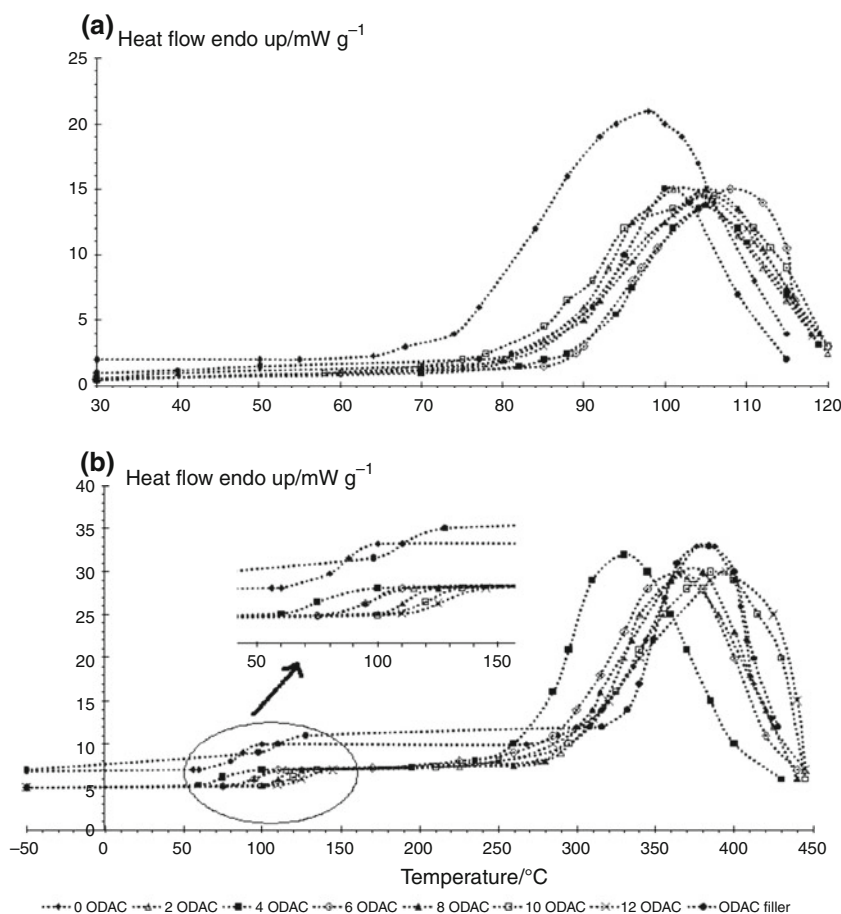 (a) Heat flow endo up/mW g⁻¹
25
20
15
10
5
0
30 40 50 60 70 80 90 100 110 120
(b) Heat flow endo up/mW g⁻¹
40
35
30
25
20
15
10
5
0
50 100 150
−50 0 50 100 150 200 250 300 350 400 450
Temperature/°C
0 ODAC 2 ODAC 4 ODAC 6 ODAC 8 ODAC 10 ODAC 12 ODAC ODAC filler